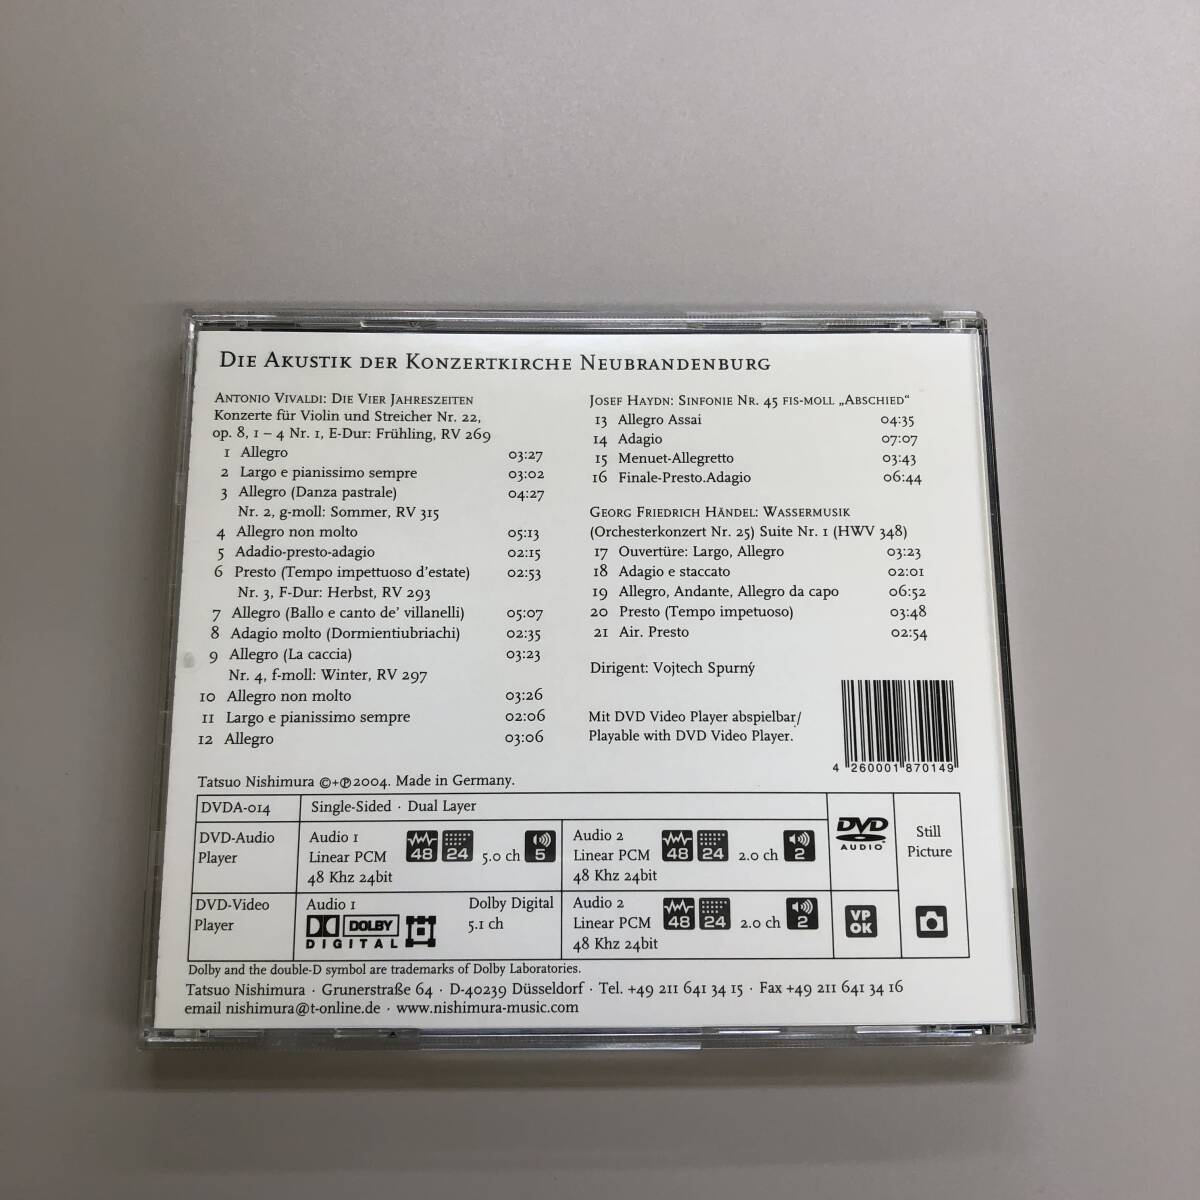 Die Akustik der Konzertkirche Neubrandenburg
Antonio Vivaldi: Die Vier Jahreszeiten
Konzerte für Violin und Streicher Nr. 22,
op. 8, 1 – 4 Nr. 1, E-Dur: Frühling, RV 269
1 Allegro 03:27
2 Largo e pianissimo sempre 03:02
3 Allegro (Danza pastrale) 04:27
Nr. 2, g-moll: Sommer, RV 315
4 Allegro non molto 05:13
5 Adadio-presto-adagio 02:15
6 Presto (Tempo impettuoso d'estate) 02:53
Nr. 3, F-Dur: Herbst, RV 293
7 Allegro (Ballo e canto de' villanelli) 05:07
8 Adagio molto (Dormientiubriachi) 02:35
9 Allegro (La caccia) 03:23
Nr. 4, f-moll: Winter, RV 297
10 Allegro non molto 03:26
11 Largo e pianissimo sempre 02:06
12 Allegro 03:06
Josef Haydn: Sinfonie Nr. 45 fis-moll „Abschied“
13 Allegro Assai 04:35
14 Adagio 07:07
15 Menuet-Allegretto 03:43
16 Finale-Presto.Adagio 06:44
Georg Friedrich Händel: Wassermusik
(Orchesterkonzert Nr. 25) Suite Nr. 1 (HWV 348)
17 Ouvertüre: Largo, Allegro 03:23
18 Adagio e staccato 02:01
19 Allegro, Andante, Allegro da capo 06:52
20 Presto (Tempo impetuoso) 03:48
21 Air. Presto 02:54
Dirigent: Vojtech Spurný
Mit DVD Video Player abspielbar/
Playable with DVD Video Player.
4 260001 870149
Tatsuo Nishimura ©+℗2004. Made in Germany.
DVDA-014 Single-Sided · Dual Layer
DVD-Audio
Player
Audio 1
Linear PCM 48 24 5.0 ch 5
48 Khz 24bit
Audio 2
Linear PCM 48 24 2.0 ch 2
48 Khz 24bit
DVD
AUDIO
Still
Picture
DVD-Video
Player
Audio 1 Dolby Digital
DOLBY 5.1 ch
DIGITAL
Audio 2
Linear PCM 48 24 2.0 ch 2
48 Khz 24bit
VP
OK
Dolby and the double-D symbol are trademarks of Dolby Laboratories.
Tatsuo Nishimura · Grunerstraße 64 · D-40239 Düsseldorf · Tel. +49 211 641 34 15 · Fax +49 211 641 34 16
email nishimura@t-online.de · www.nishimura-music.com